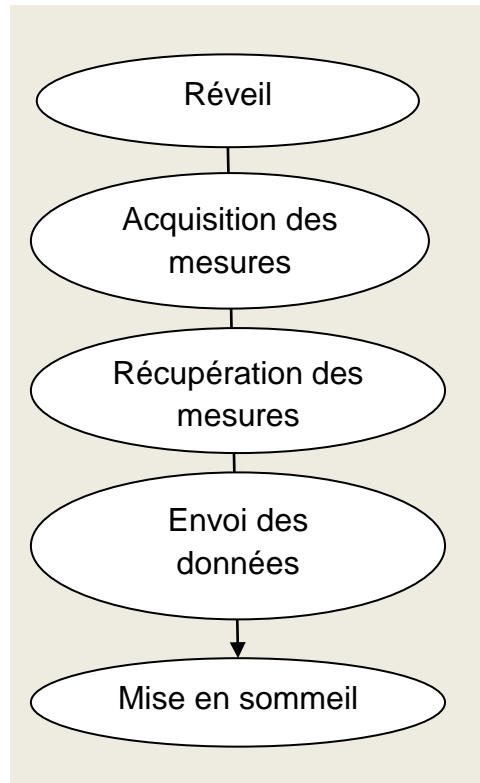 Réveil
Acquisition des
mesures
Récupération des
mesures
Envoi des
données
Mise en sommeil